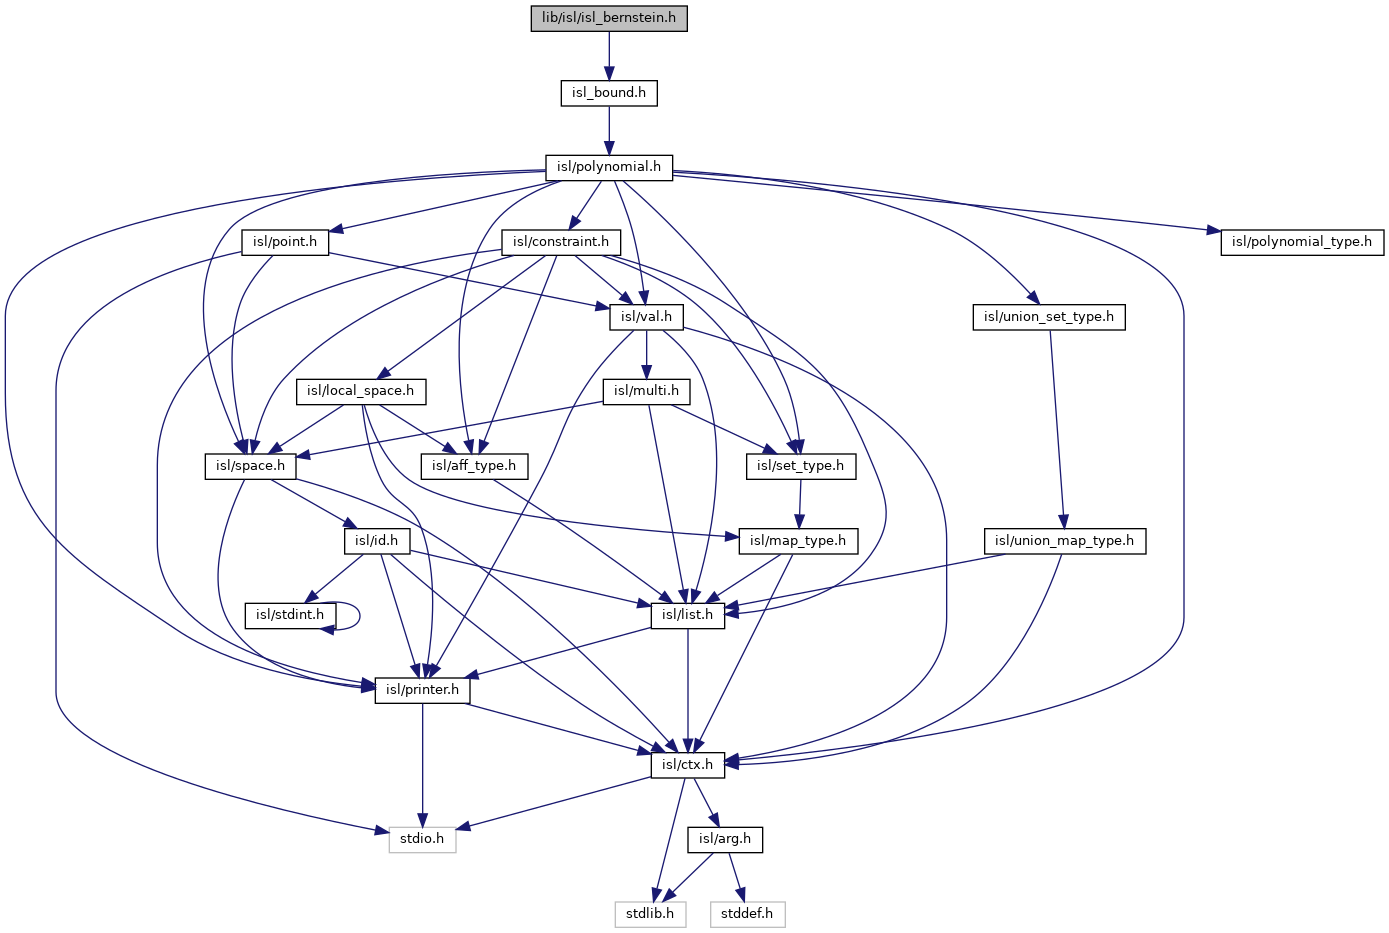 lib/isl/isl_bernstein.h
isl_bound.h
isl/polynomial.h
isl/point.h
isl/constraint.h
isl/polynomial_type.h
isl/val.h
isl/union_set_type.h
isl/local_space.h
isl/multi.h
isl/space.h
isl/aff_type.h
isl/set_type.h
isl/id.h
isl/map_type.h
isl/union_map_type.h
isl/stdint.h
isl/list.h
isl/printer.h
isl/ctx.h
stdio.h
isl/arg.h
stdlib.h
stddef.h